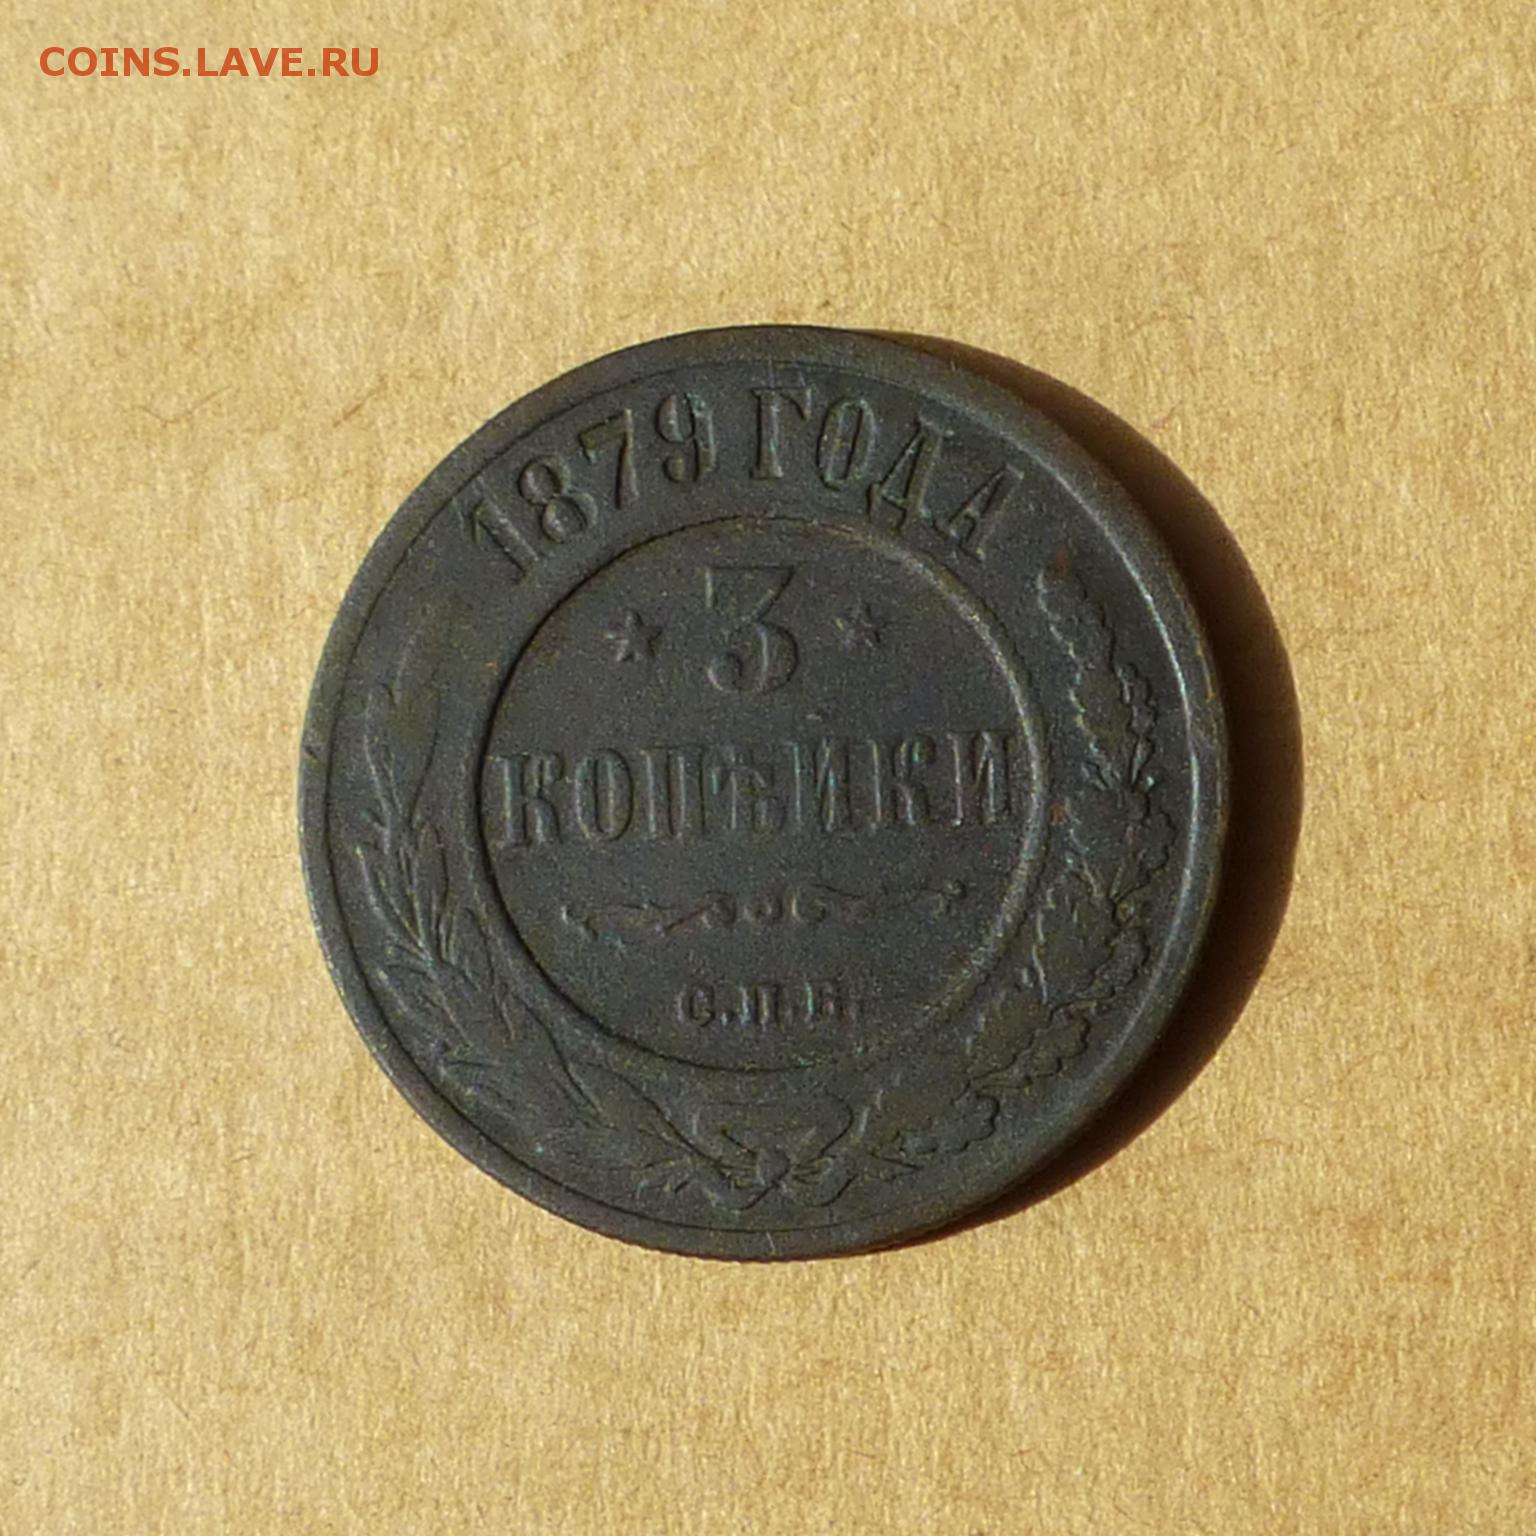 COINS.LAVE.RU
1879 ГОДА
* 3 *
КОПѢЙКИ
С.П.Б.